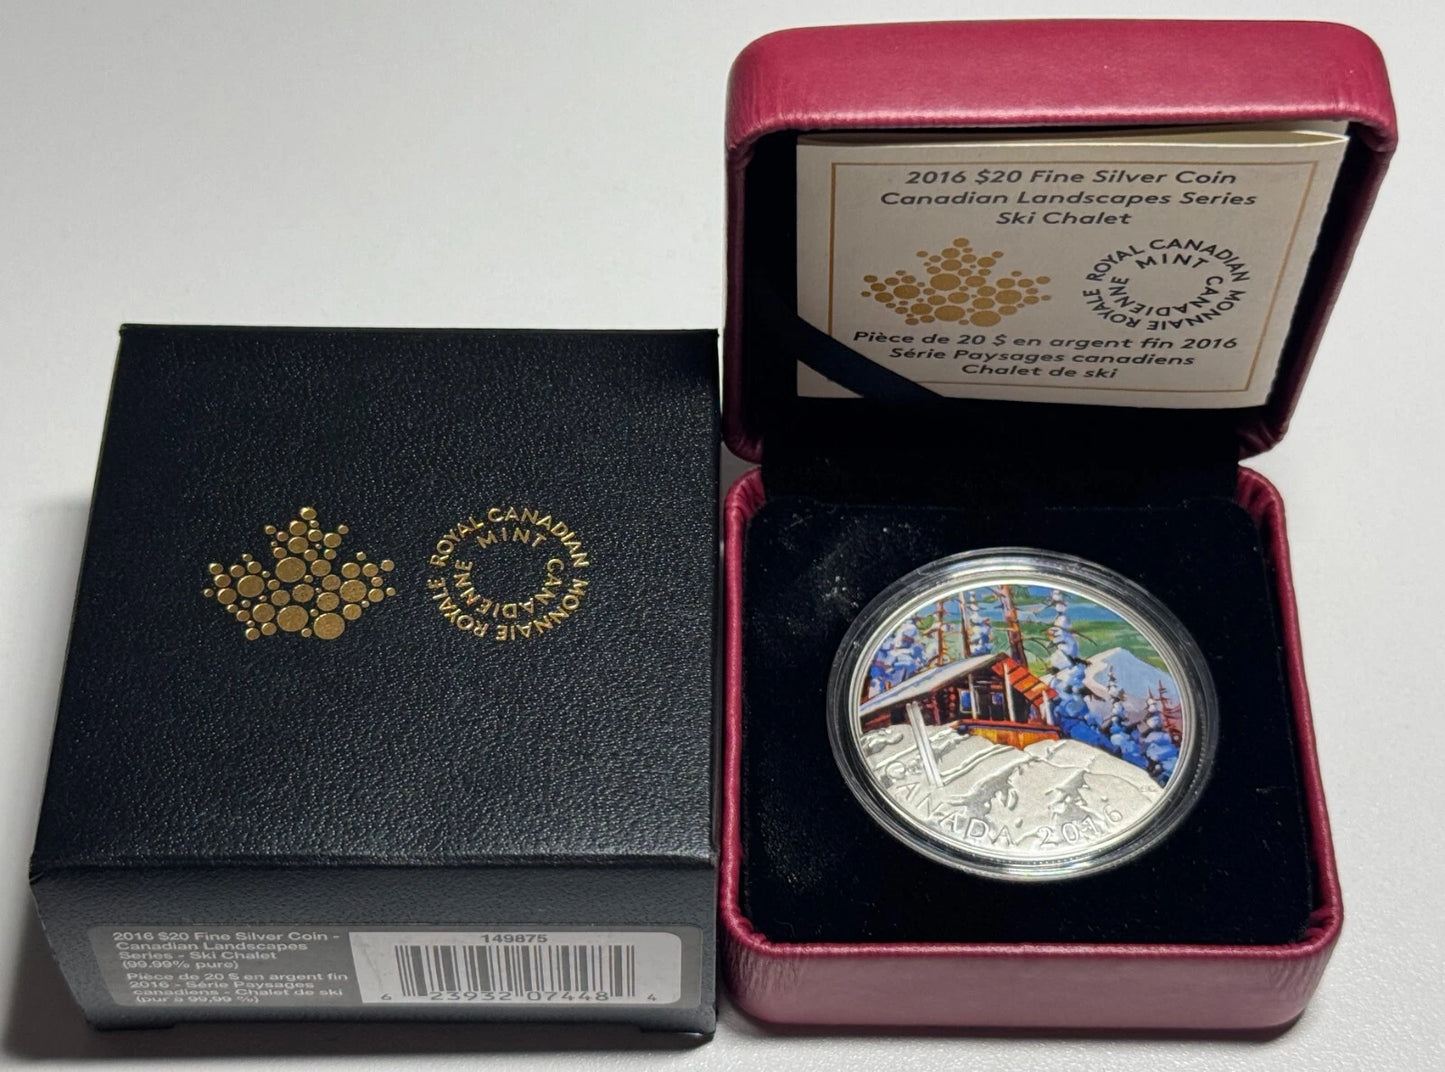 2016 $20 Fine Silver Coin
Canadian Landscapes Series
Ski Chalet
ROYAL CANADIAN MINT
MONNAIE ROYALE CANADIENNE
Pièce de 20 $ en argent fin 2016
Série Paysages canadiens
Chalet de ski
ROYAL CANADIAN MINT
MONNAIE ROYALE CANADIENNE
CANADA 2016
2016 $20 Fine Silver Coin -
Canadian Landscapes
Series - Ski Chalet
(99.99% pure)
Pièce de 20 $ en argent fin
2016 - Série Paysages
canadiens - Chalet de ski
(pur à 99,99 %)
149875
6 23932 07448 4